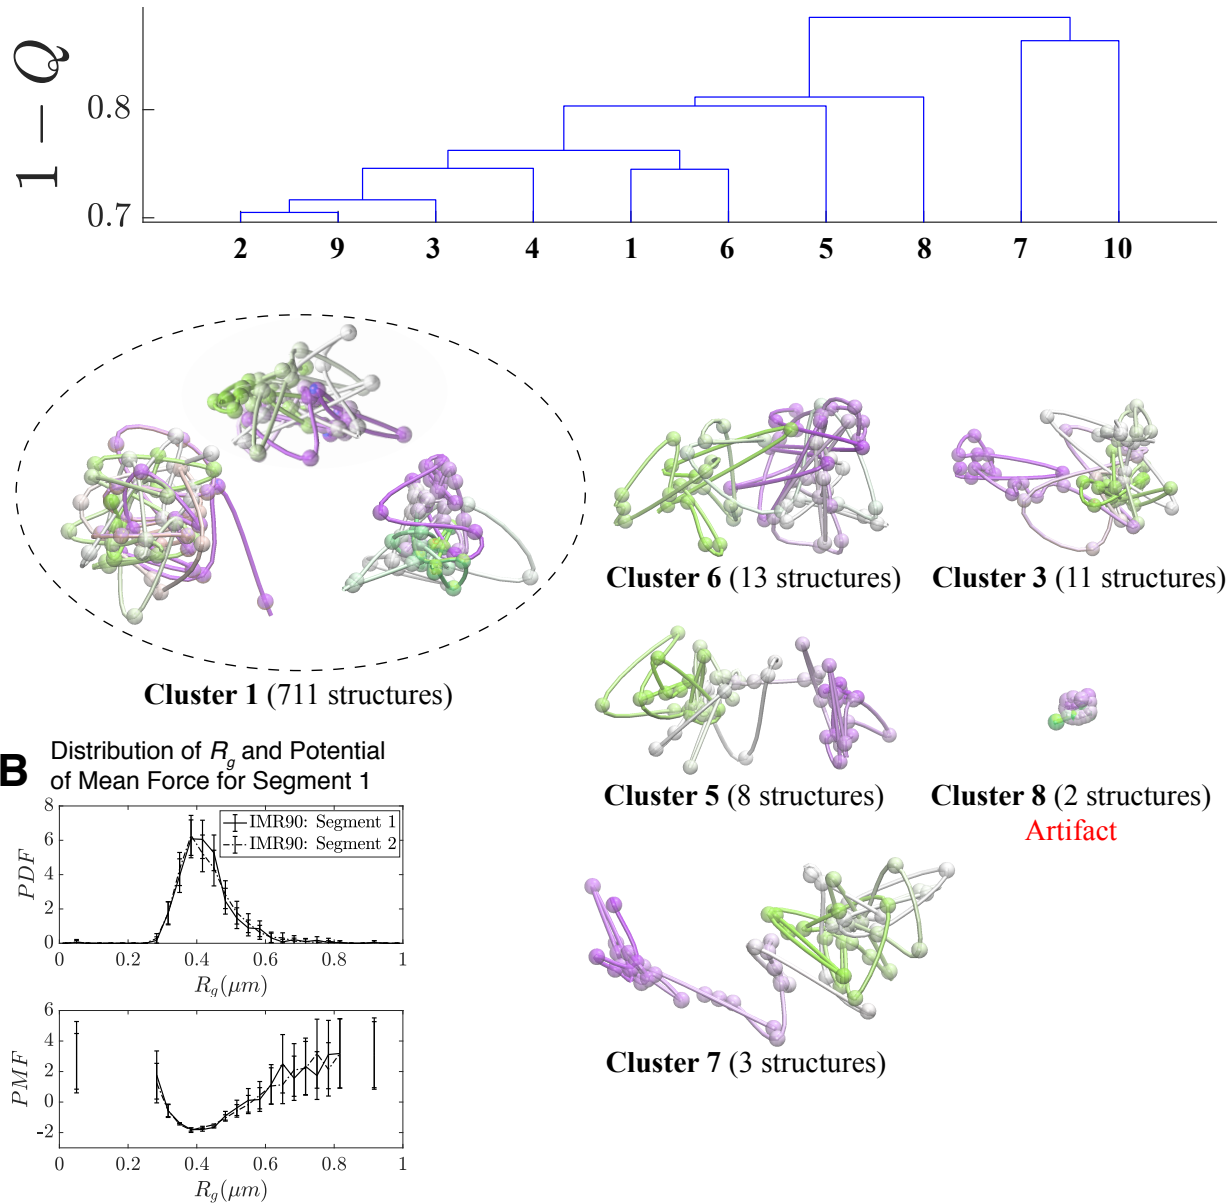 1 − Q
0.8
0.7
2 9 3 4 1 6 5 8 7 10
Cluster 1 (711 structures)
Cluster 6 (13 structures)
Cluster 3 (11 structures)
Cluster 5 (8 structures)
Cluster 8 (2 structures)
Artifact
Cluster 7 (3 structures)
B
Distribution of Rg and Potential
of Mean Force for Segment 1
PDF
8
6
4
2
0
IMR90: Segment 1
IMR90: Segment 2
0 0.2 0.4 0.6 0.8 1
Rg(μm)
PMF
6
4
2
0
-2
0 0.2 0.4 0.6 0.8 1
Rg(μm)